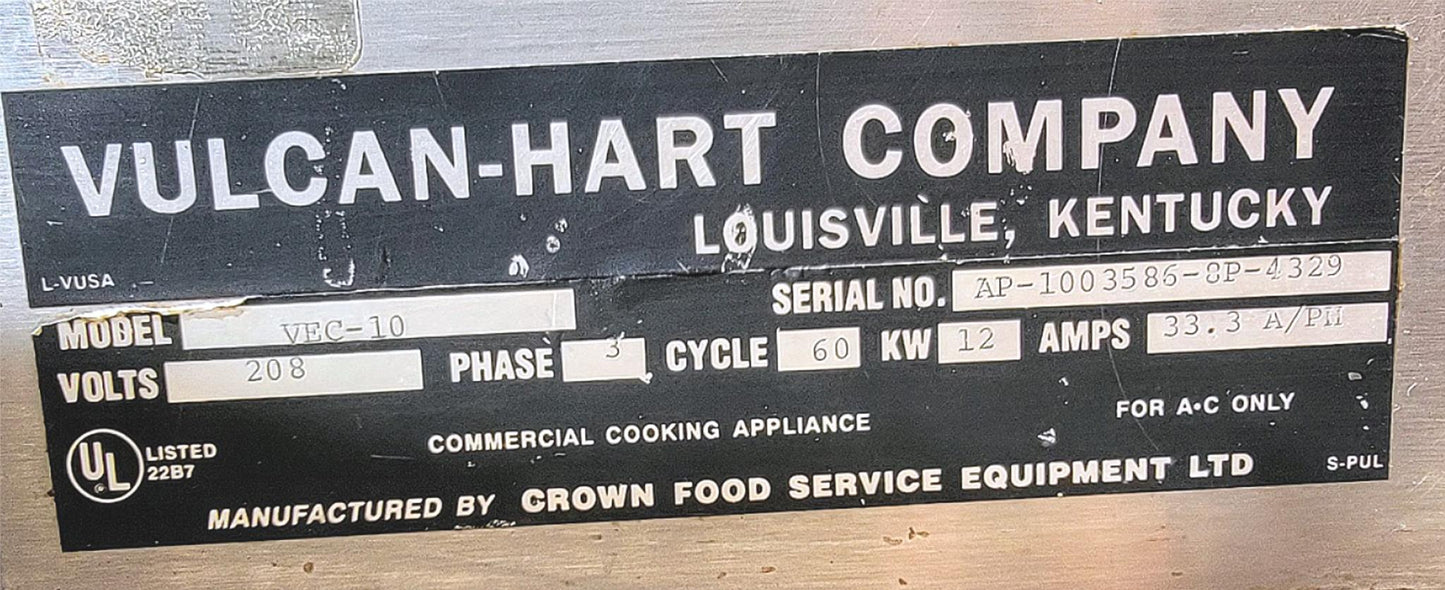 VULCAN-HART COMPANY
LOUISVILLE, KENTUCKY
L-VUSA
MODEL VEC-10 SERIAL NO. AP-1003586-8P-4329
VOLTS 208 PHASE 3 CYCLE 60 KW 12 AMPS 33.3 A/PH
COMMERCIAL COOKING APPLIANCE FOR A•C ONLY
UL LISTED
22B7
MANUFACTURED BY CROWN FOOD SERVICE EQUIPMENT LTD S-PUL